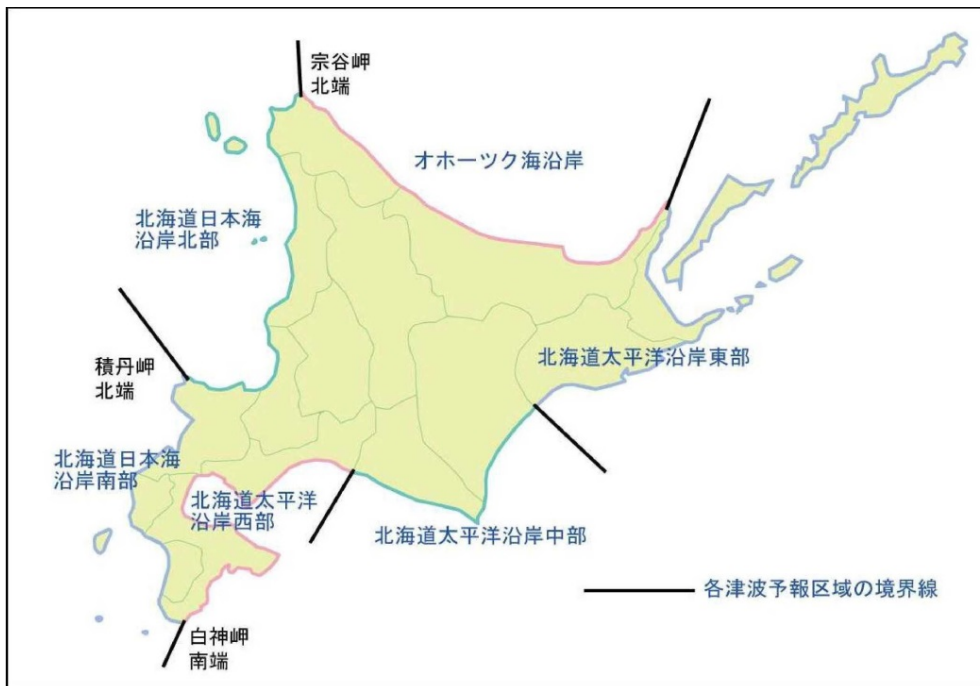 宗谷岬
北端
オホーツク海沿岸
北海道日本海
沿岸北部
積丹岬
北端
北海道太平洋沿岸東部
北海道日本海
沿岸南部
北海道太平洋
沿岸西部
北海道太平洋沿岸中部
各津波予報区域の境界線
白神岬
南端